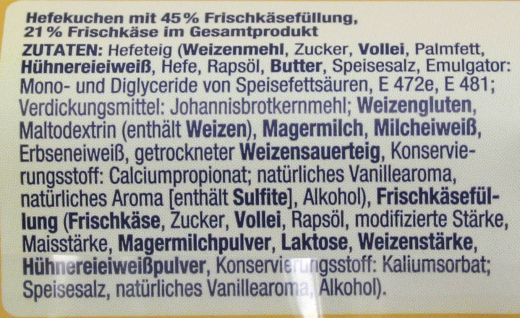 Hefekuchen mit 45% Frischkäsefüllung,
21% Frischkäse im Gesamtprodukt
ZUTATEN: Hefeteig (Weizenmehl, Zucker, Vollei, Palmfett,
Hühnereieiweiß, Hefe, Rapsöl, Butter, Speisesalz, Emulgator:
Mono- und Diglyceride von Speisefettsäuren, E 472e, E 481;
Verdickungsmittel: Johannisbrotkernmehl; Weizengluten,
Maltodextrin (enthält Weizen), Magermilch, Milcheiweiß,
Erbseneiweiß, getrockneter Weizensauerteig, Konservie-
rungsstoff: Calciumpropionat; natürliches Vanillearoma,
natürliches Aroma [enthält Sulfite], Alkohol), Frischkäsefül-
lung (Frischkäse, Zucker, Vollei, Rapsöl, modifizierte Stärke,
Maisstärke, Magermilchpulver, Laktose, Weizenstärke,
Hühnereieiweißpulver, Konservierungsstoff: Kaliumsorbat;
Speisesalz, natürliches Vanillearoma, Alkohol).